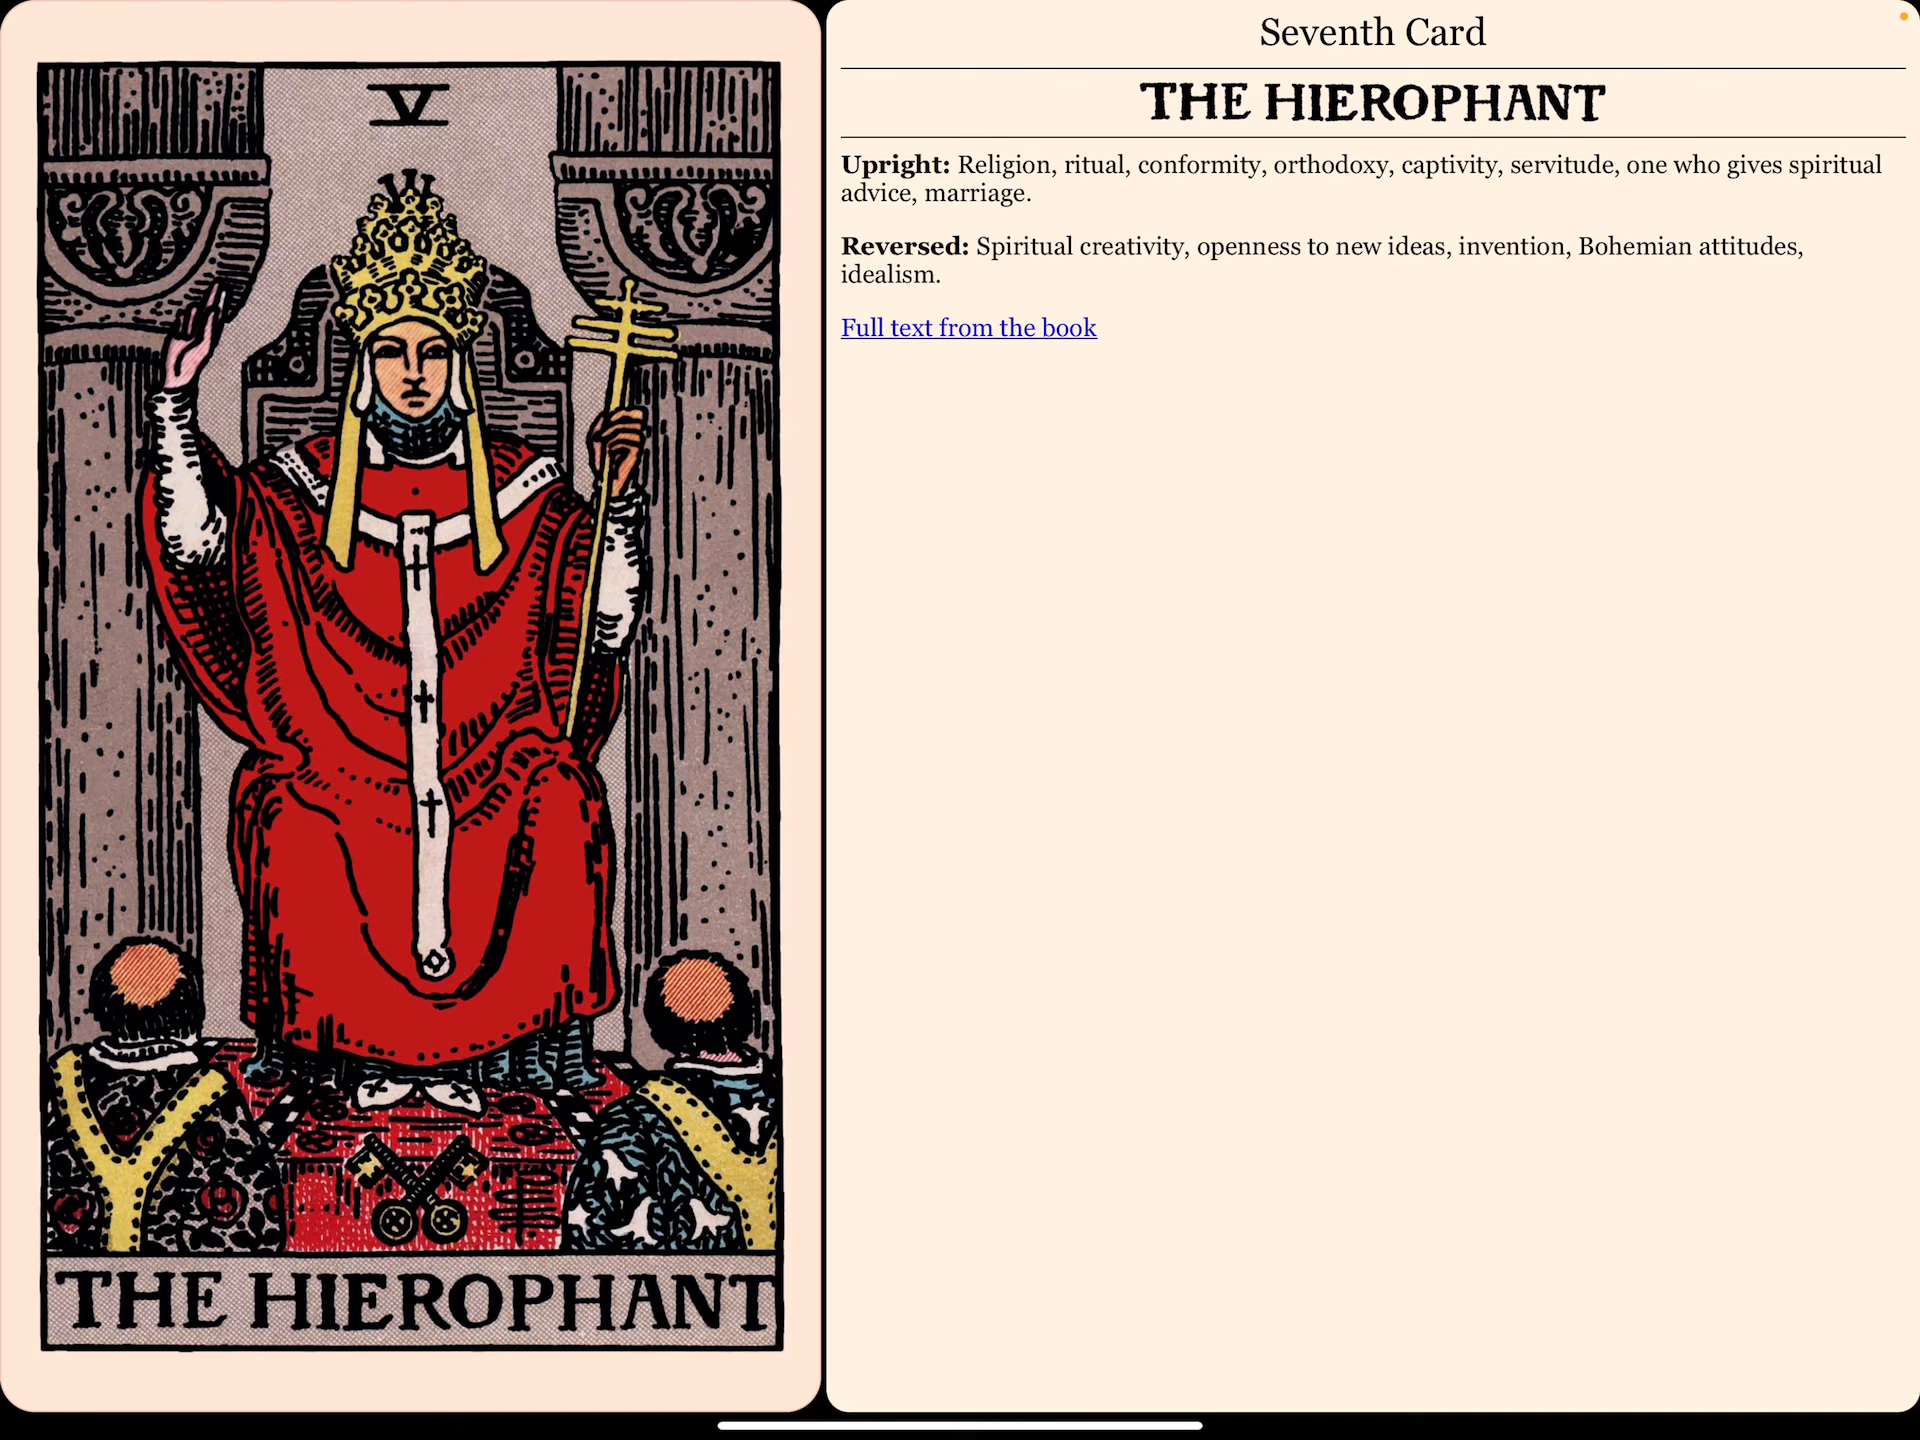 V
THE HIEROPHANT
Seventh Card
THE HIEROPHANT
Upright: Religion, ritual, conformity, orthodoxy, captivity, servitude, one who gives spiritual
advice, marriage.
Reversed: Spiritual creativity, openness to new ideas, invention, Bohemian attitudes,
idealism.
Full text from the book